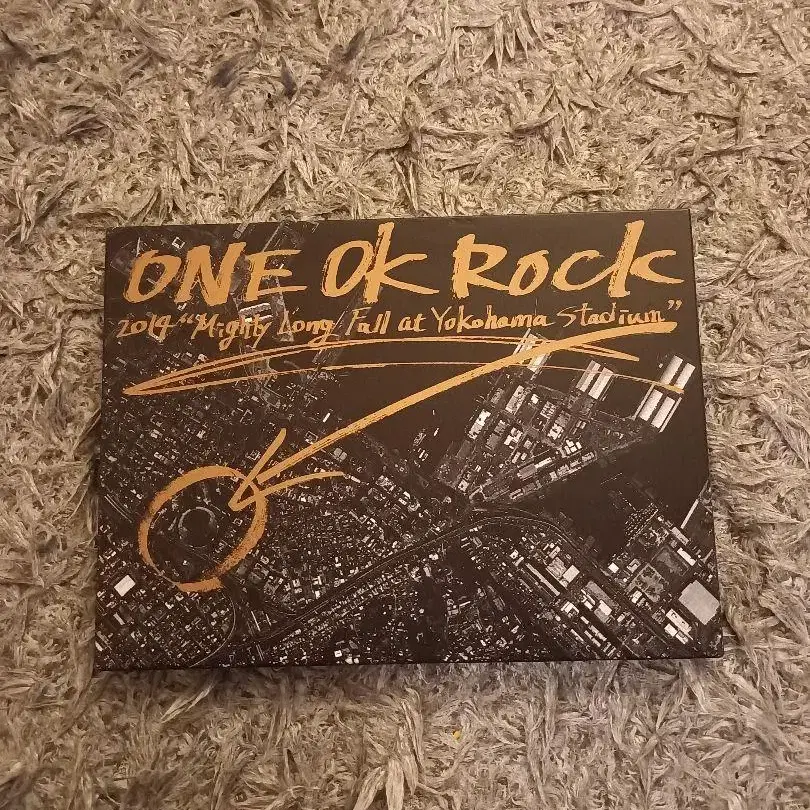 ONE OK ROCK
2014 “Mighty Long Fall at Yokohama Stadium”